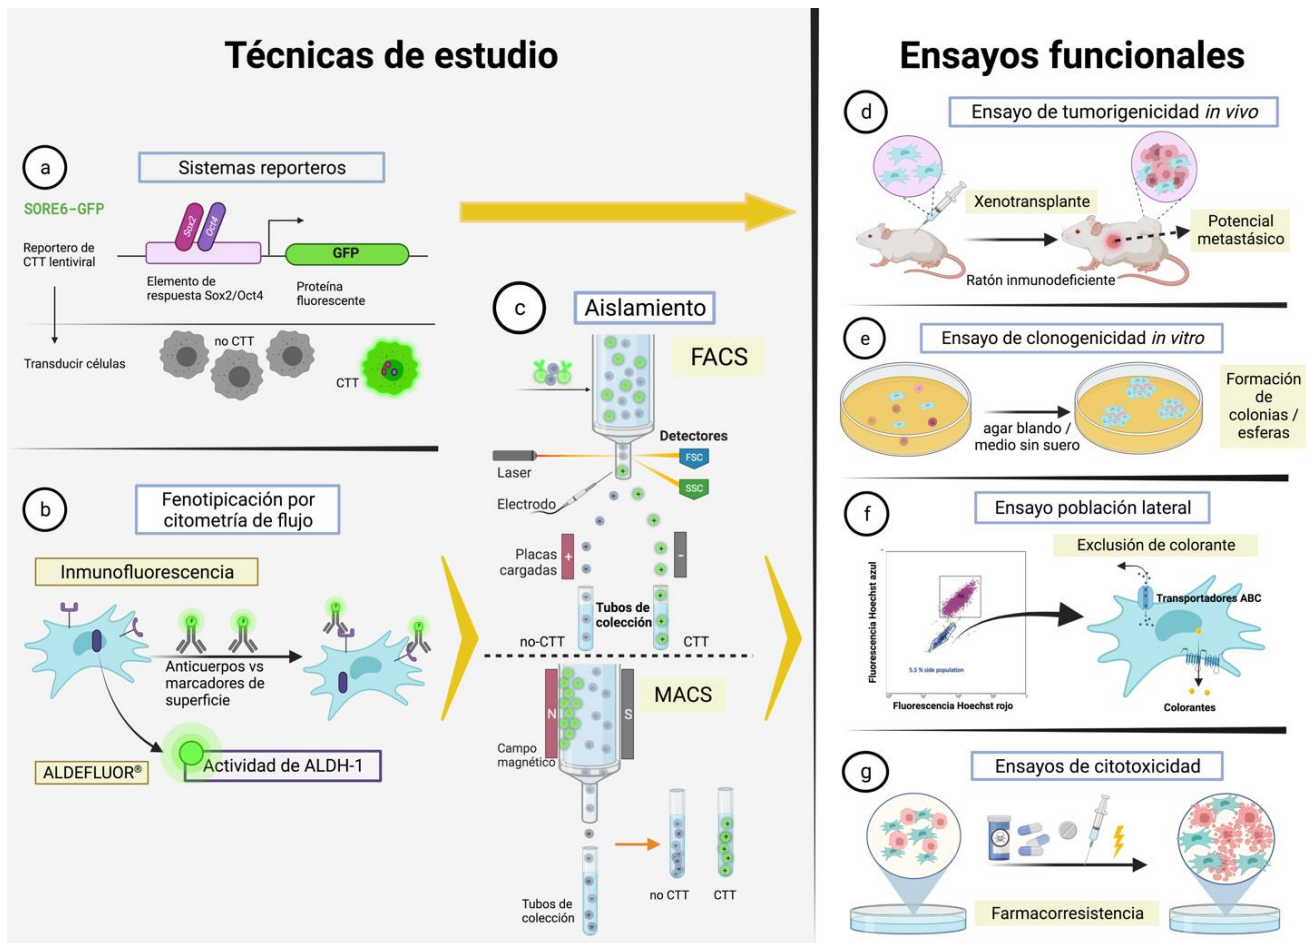 Técnicas de estudio
a
Sistemas reporteros
SORE6-GFP
Reportero de
CTT lentiviral
Sox2
Oct4
GFP
Elemento de
respuesta Sox2/Oct4
Proteína
fluorescente
Transducir células
no CTT
CTT
b
Fenotipicación por
citometría de flujo
Inmunofluorescencia
F
F
F
F
Anticuerpos vs
marcadores de
superficie
ALDEFLUOR®
Actividad de ALDH-1
c
Aislamiento
FACS
Detectores
FSC
SSC
Laser
Electrodo
Placas
cargadas
+
-
Tubos de
colección
no-CTT
CTT
MACS
N
S
Campo
magnético
no CTT
CTT
Tubos de
colección
Ensayos funcionales
d
Ensayo de tumorigenicidad in vivo
Xenotransplante
Potencial
metastásico
Ratón inmunodeficiente
e
Ensayo de clonogenicidad in vitro
agar blando /
medio sin suero
Formación
de
colonias /
esferas
f
Ensayo población lateral
Exclusión de colorante
Fluorescencia Hoechst azul
5.5 % side population
Fluorescencia Hoechst rojo
Transportadores ABC
Colorantes
g
Ensayos de citotoxicidad
Farmacorresistencia